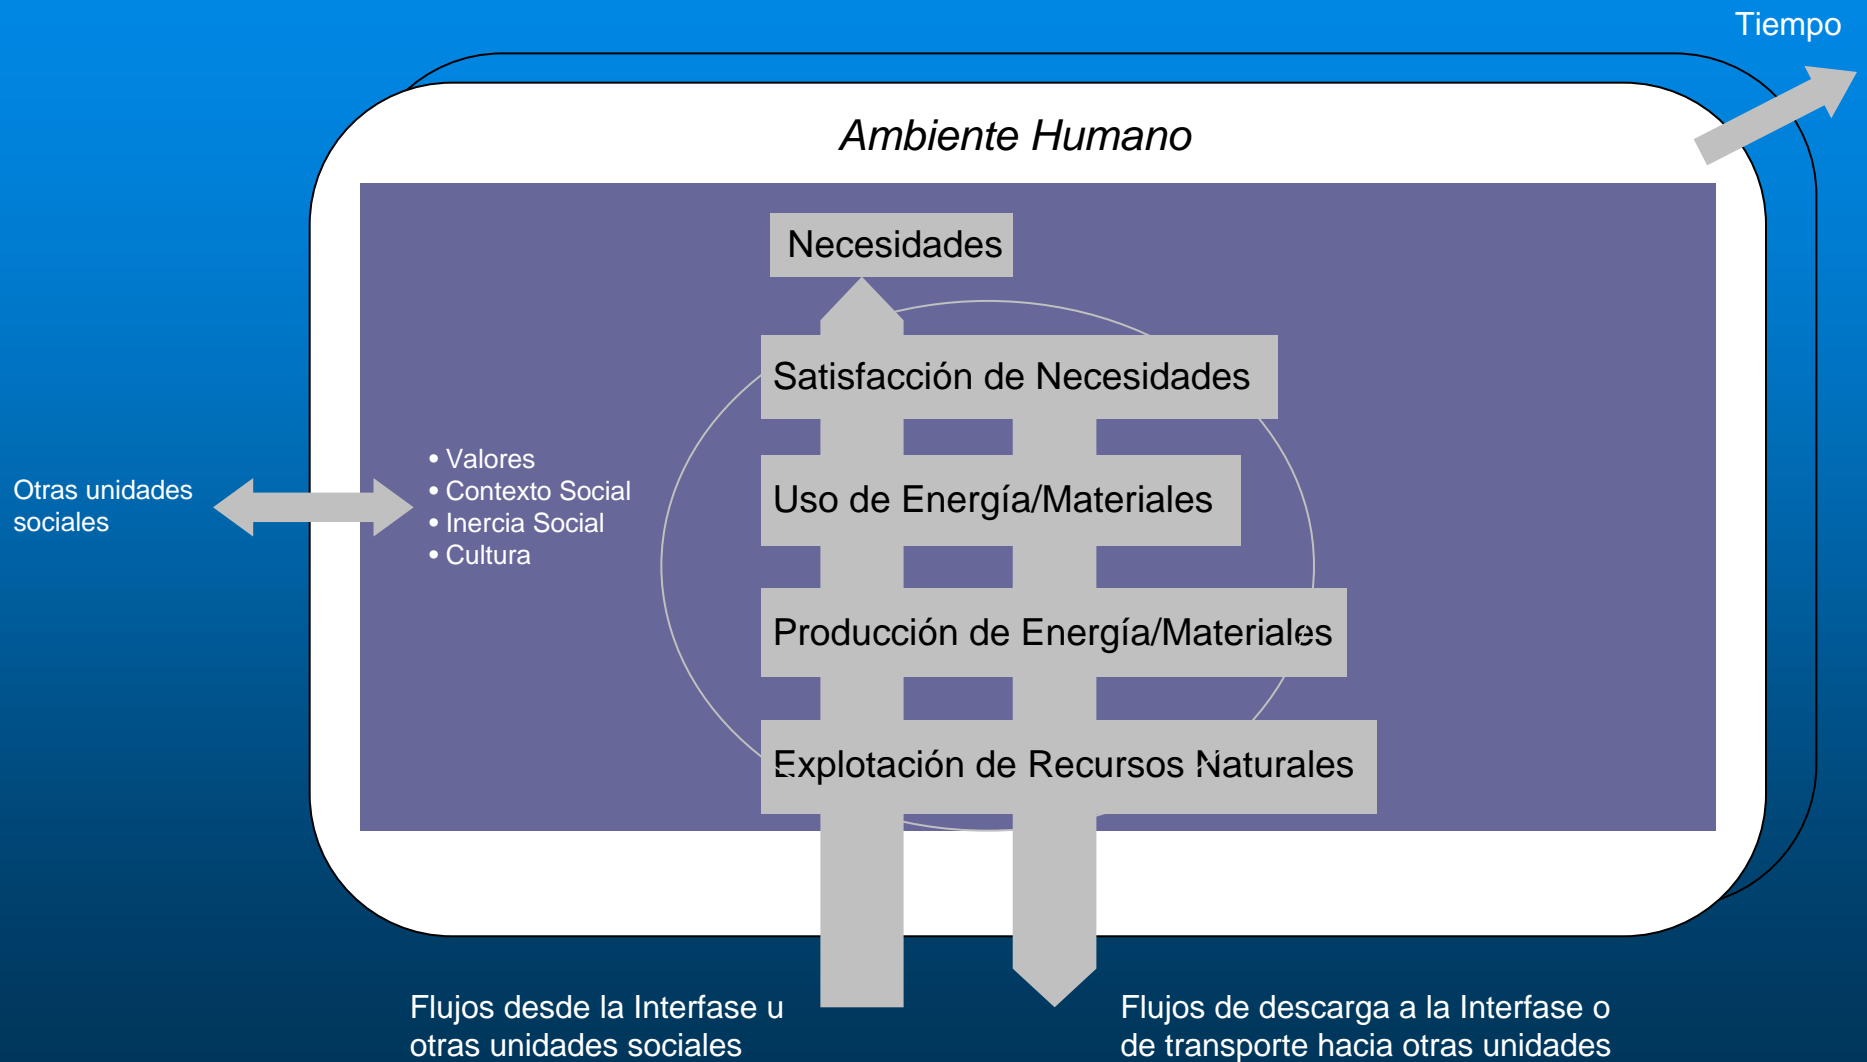 Tiempo
Ambiente Humano
Necesidades
Satisfacción de Necesidades
• Valores
• Contexto Social
• Inercia Social
• Cultura
Otras unidades
sociales
Uso de Energía/Materiales
Producción de Energía/Materiales
Explotación de Recursos Naturales
Flujos desde la Interfase u
otras unidades sociales
Flujos de descarga a la Interfase o
de transporte hacia otras unidades